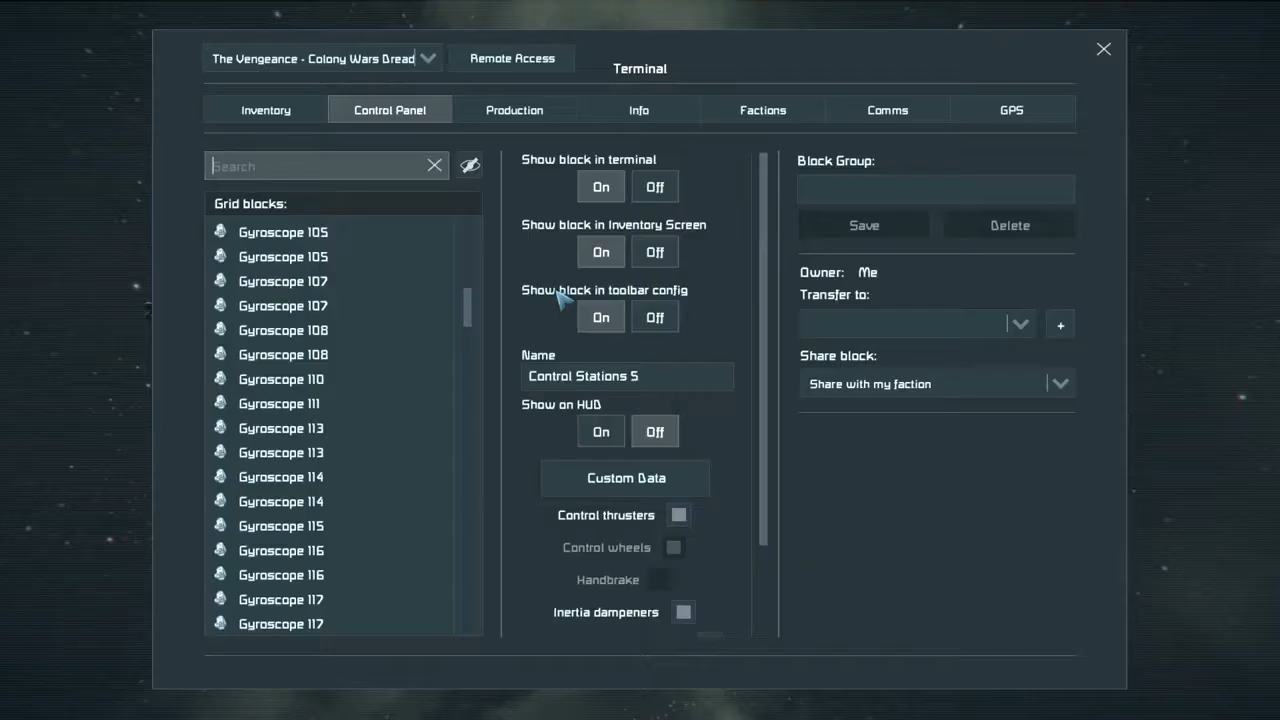 The Vengeance - Colony Wars Dread
Remote Access
Terminal
Inventory
Control Panel
Production
Info
Factions
Comms
GPS
Search
Grid blocks:
Gyroscope 105
Gyroscope 105
Gyroscope 107
Gyroscope 107
Gyroscope 108
Gyroscope 108
Gyroscope 110
Gyroscope 111
Gyroscope 113
Gyroscope 113
Gyroscope 114
Gyroscope 114
Gyroscope 115
Gyroscope 116
Gyroscope 116
Gyroscope 117
Gyroscope 117
Show block in terminal
On Off
Show block in Inventory Screen
On Off
Show block in toolbar config
On Off
Name
Control Stations 5
Show on HUD
On Off
Custom Data
Control thrusters
Control wheels
Handbrake
Inertia dampeners
Block Group:
Save
Delete
Owner: Me
Transfer to:
+
Share block:
Share with my faction